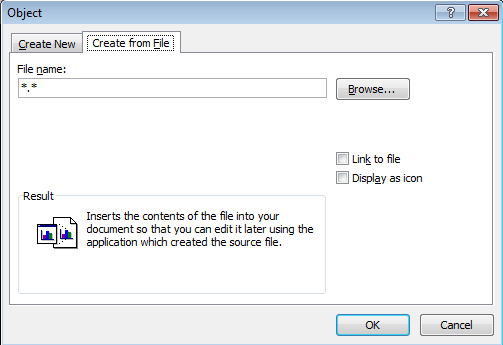 Object
Create New
Create from File
File name:
*.*
Browse...
Link to file
Display as icon
Result
Inserts the contents of the file into your
document so that you can edit it later using the
application which created the source file.
OK
Cancel